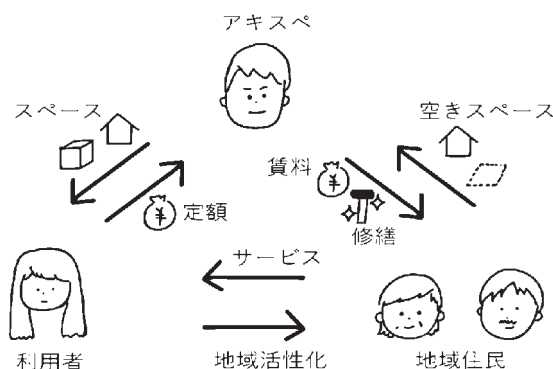 アキスペ
スペース
空きスペース
賃料
¥
¥
定額
修繕
サービス
利用者
地域活性化
地域住民